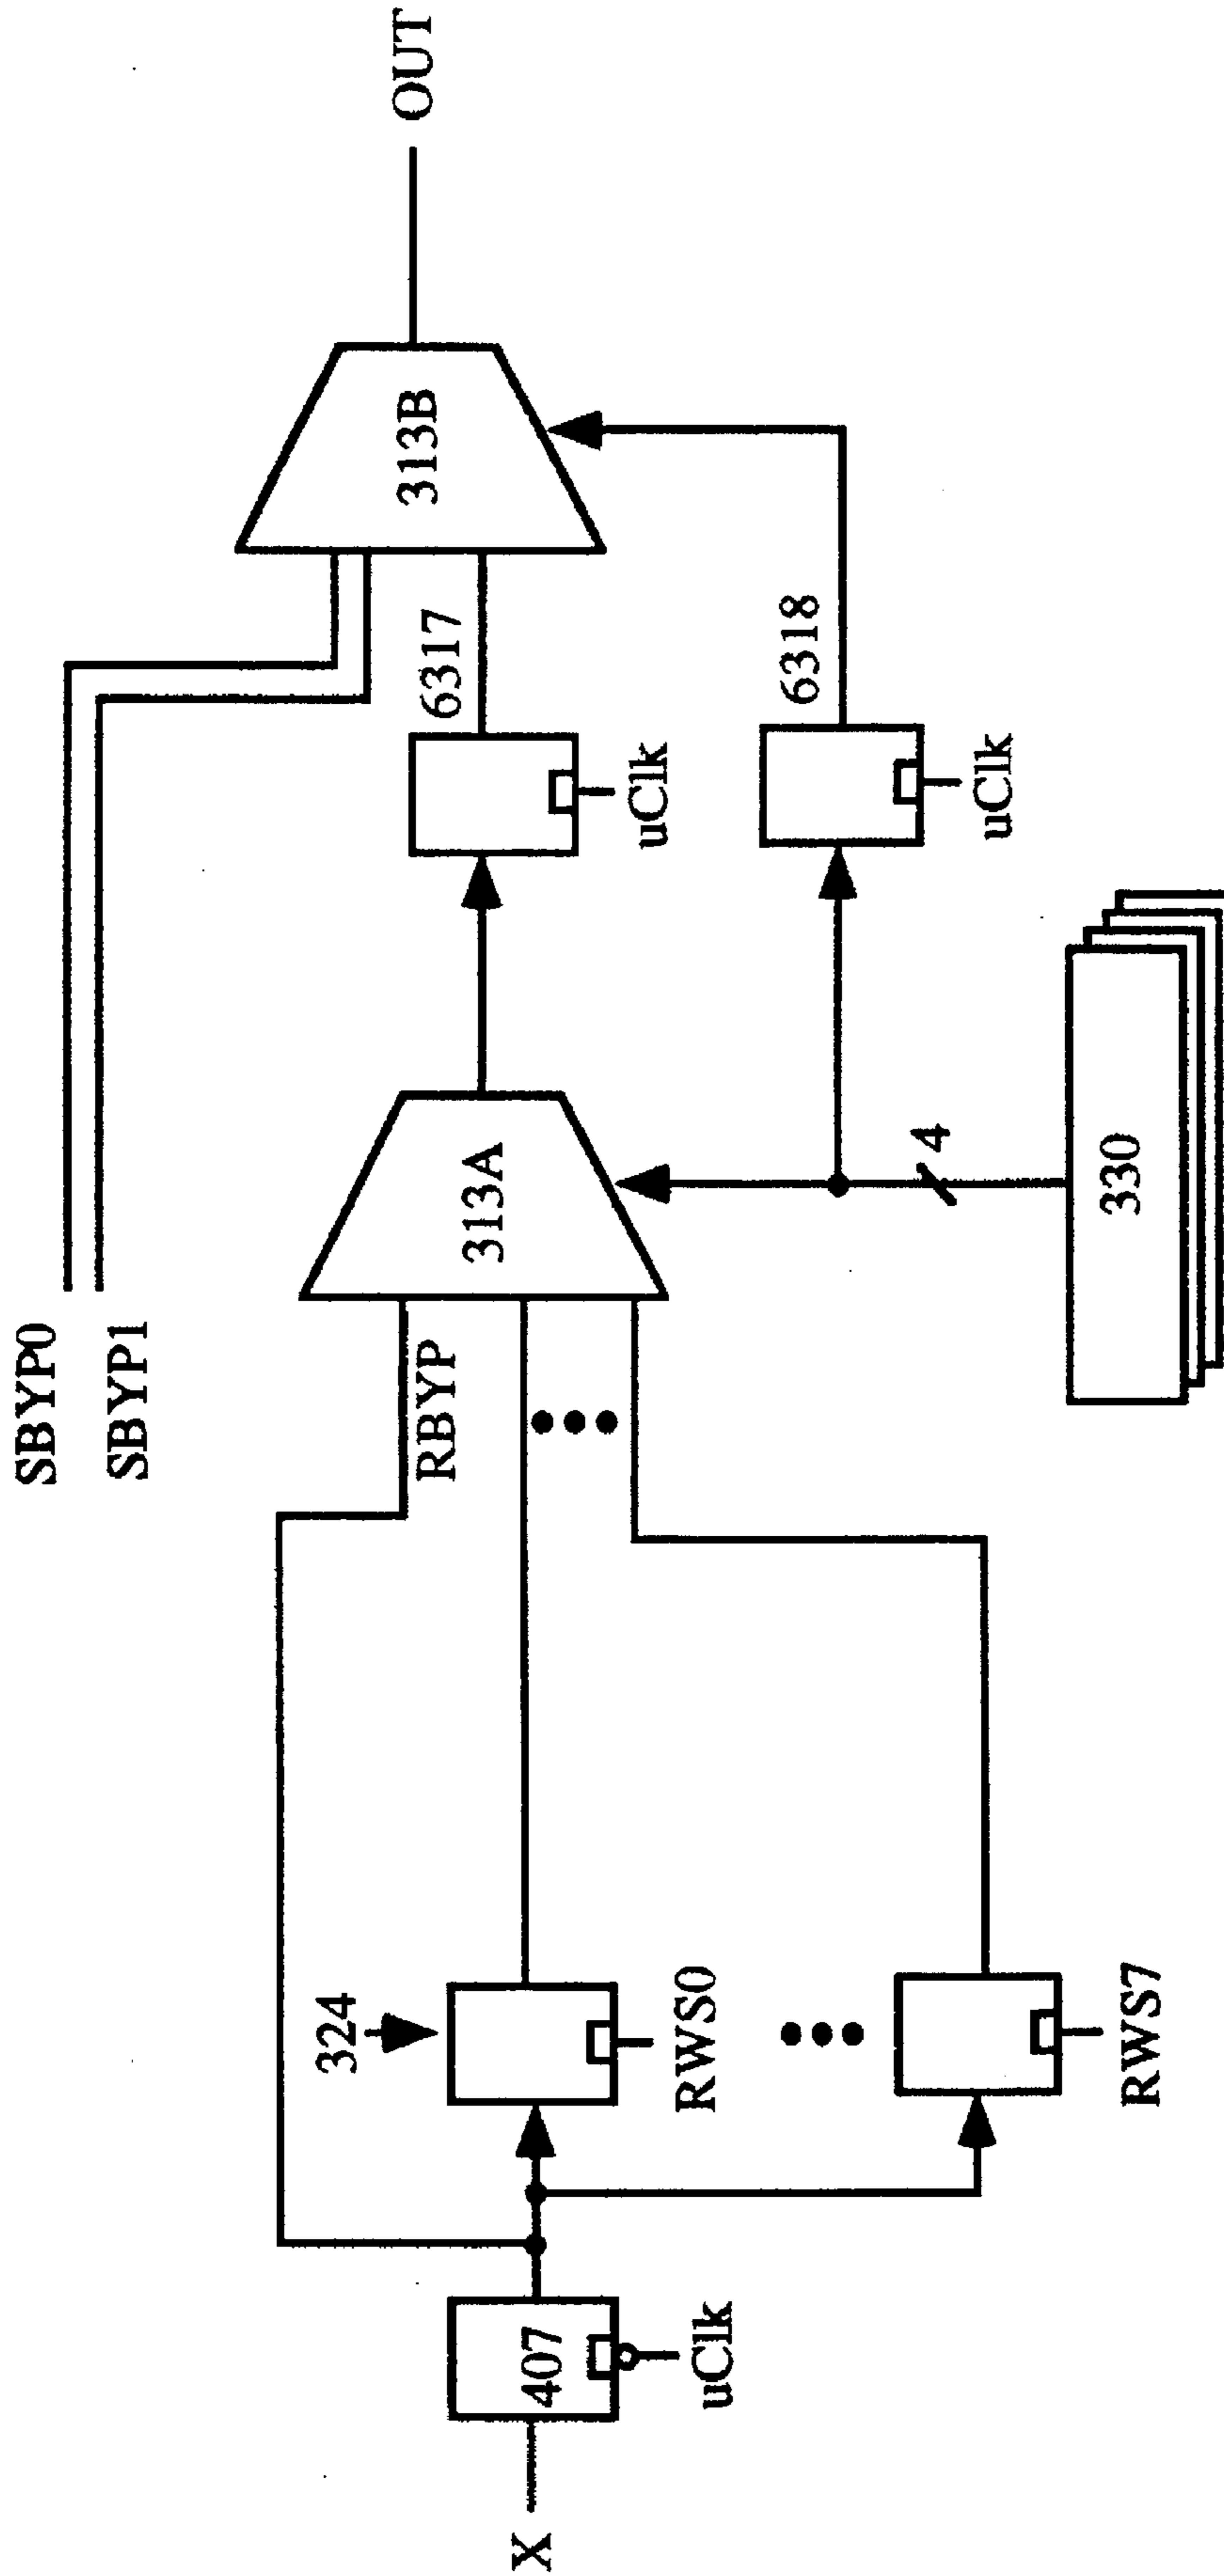 SBYP0
SBYP1
OUT
RBYP
313A
313B
6317
uClk
6318
uClk
324
X
407
uClk
RWS0
RWS7
4
330